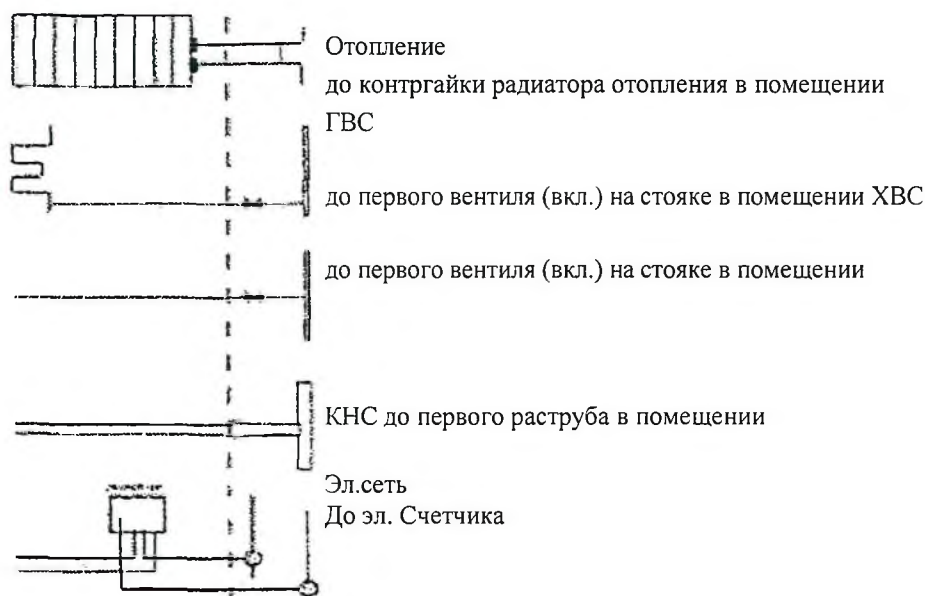 Отопление
до контргайки радиатора отопления в помещении
ГВС
до первого вентиля (вкл.) на стояке в помещении ХВС
до первого вентиля (вкл.) на стояке в помещении
КНС до первого раструба в помещении
Эл.сеть
До эл. Счетчика